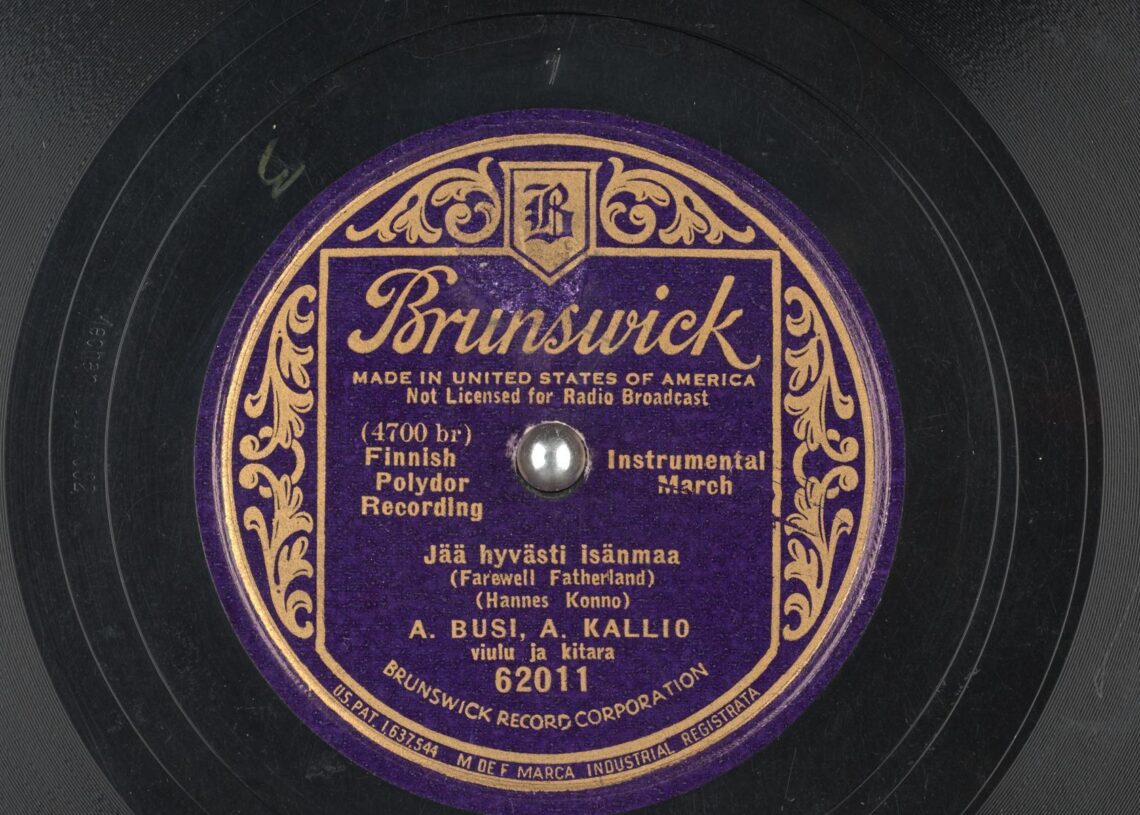 B
Brunswick
MADE IN UNITED STATES OF AMERICA
Not Licensed for Radio Broadcast
(4700 br)
Finnish
Polydor
Recording
Instrumental
March
Jää hyvästi isänmaa
(Farewell Fatherland)
(Hannes Konno)
A. BUSI, A. KALLIO
viulu ja kitara
62011
BRUNSWICK RECORD CORPORATION
U.S. PAT. 1,637,544 M DE F MARCA INDUSTRIAL REGISTRATA